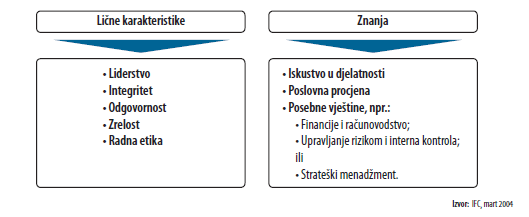 Lične karakteristike
• Liderstvo
• Integritet
• Odgovornost
• Zrelost
• Radna etika
Znanja
• Iskustvo u djelatnosti
• Poslovna procjena
• Posebne vještine, npr.:
• Financije i računovodstvo;
• Upravljanje rizikom i interna kontrola;
ili
• Strateški menadžment.
Izvor: IFC, mart 2004